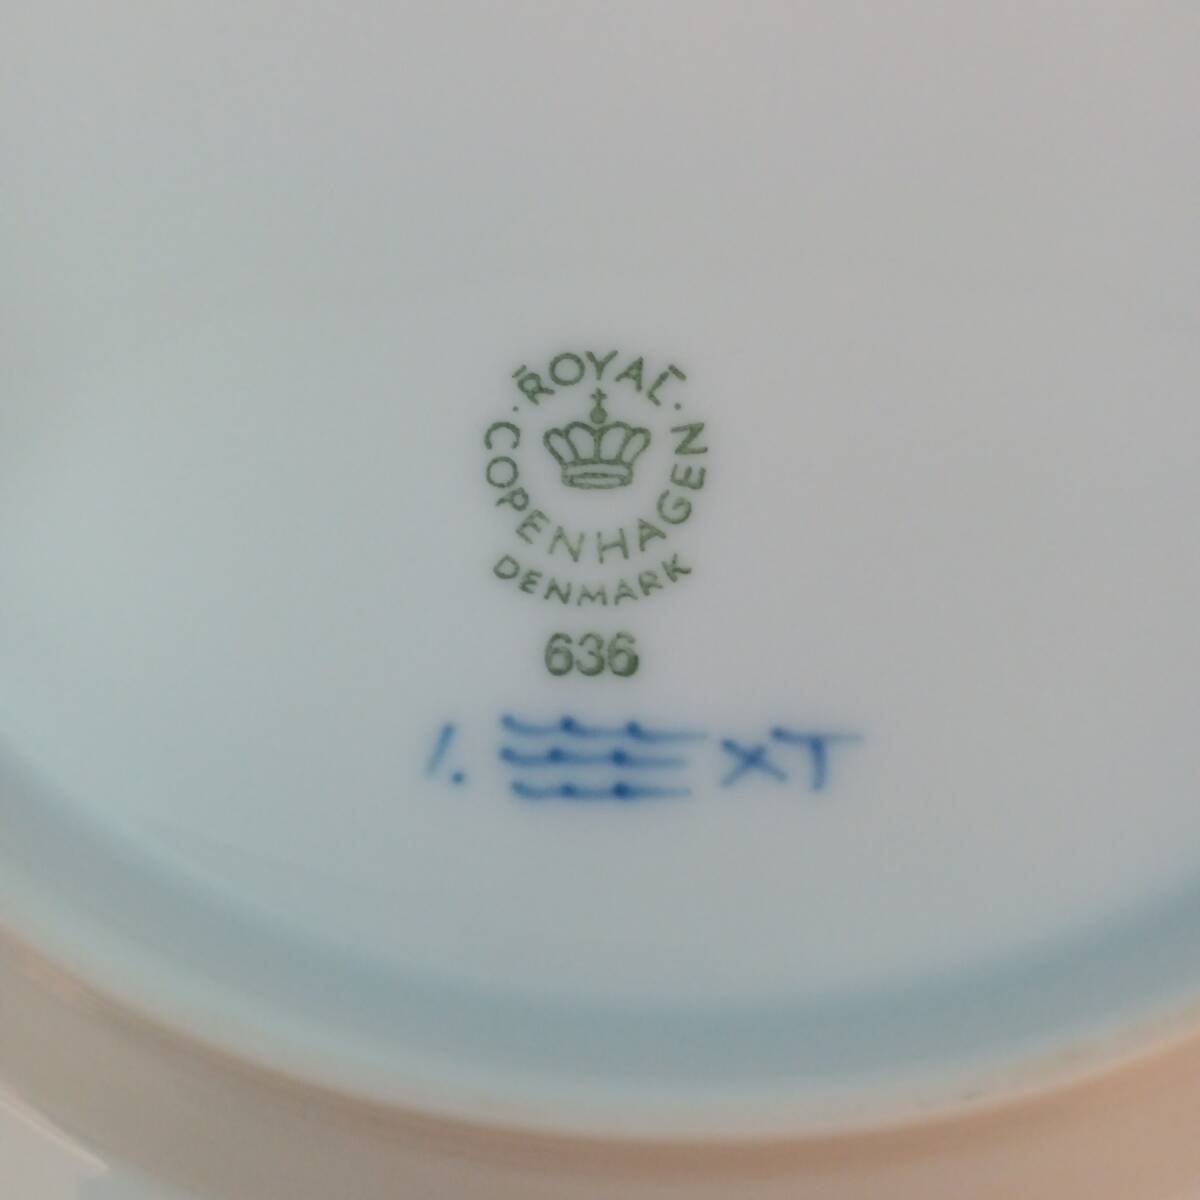 ROYAL
COPENHAGEN
DENMARK
636
1. XT